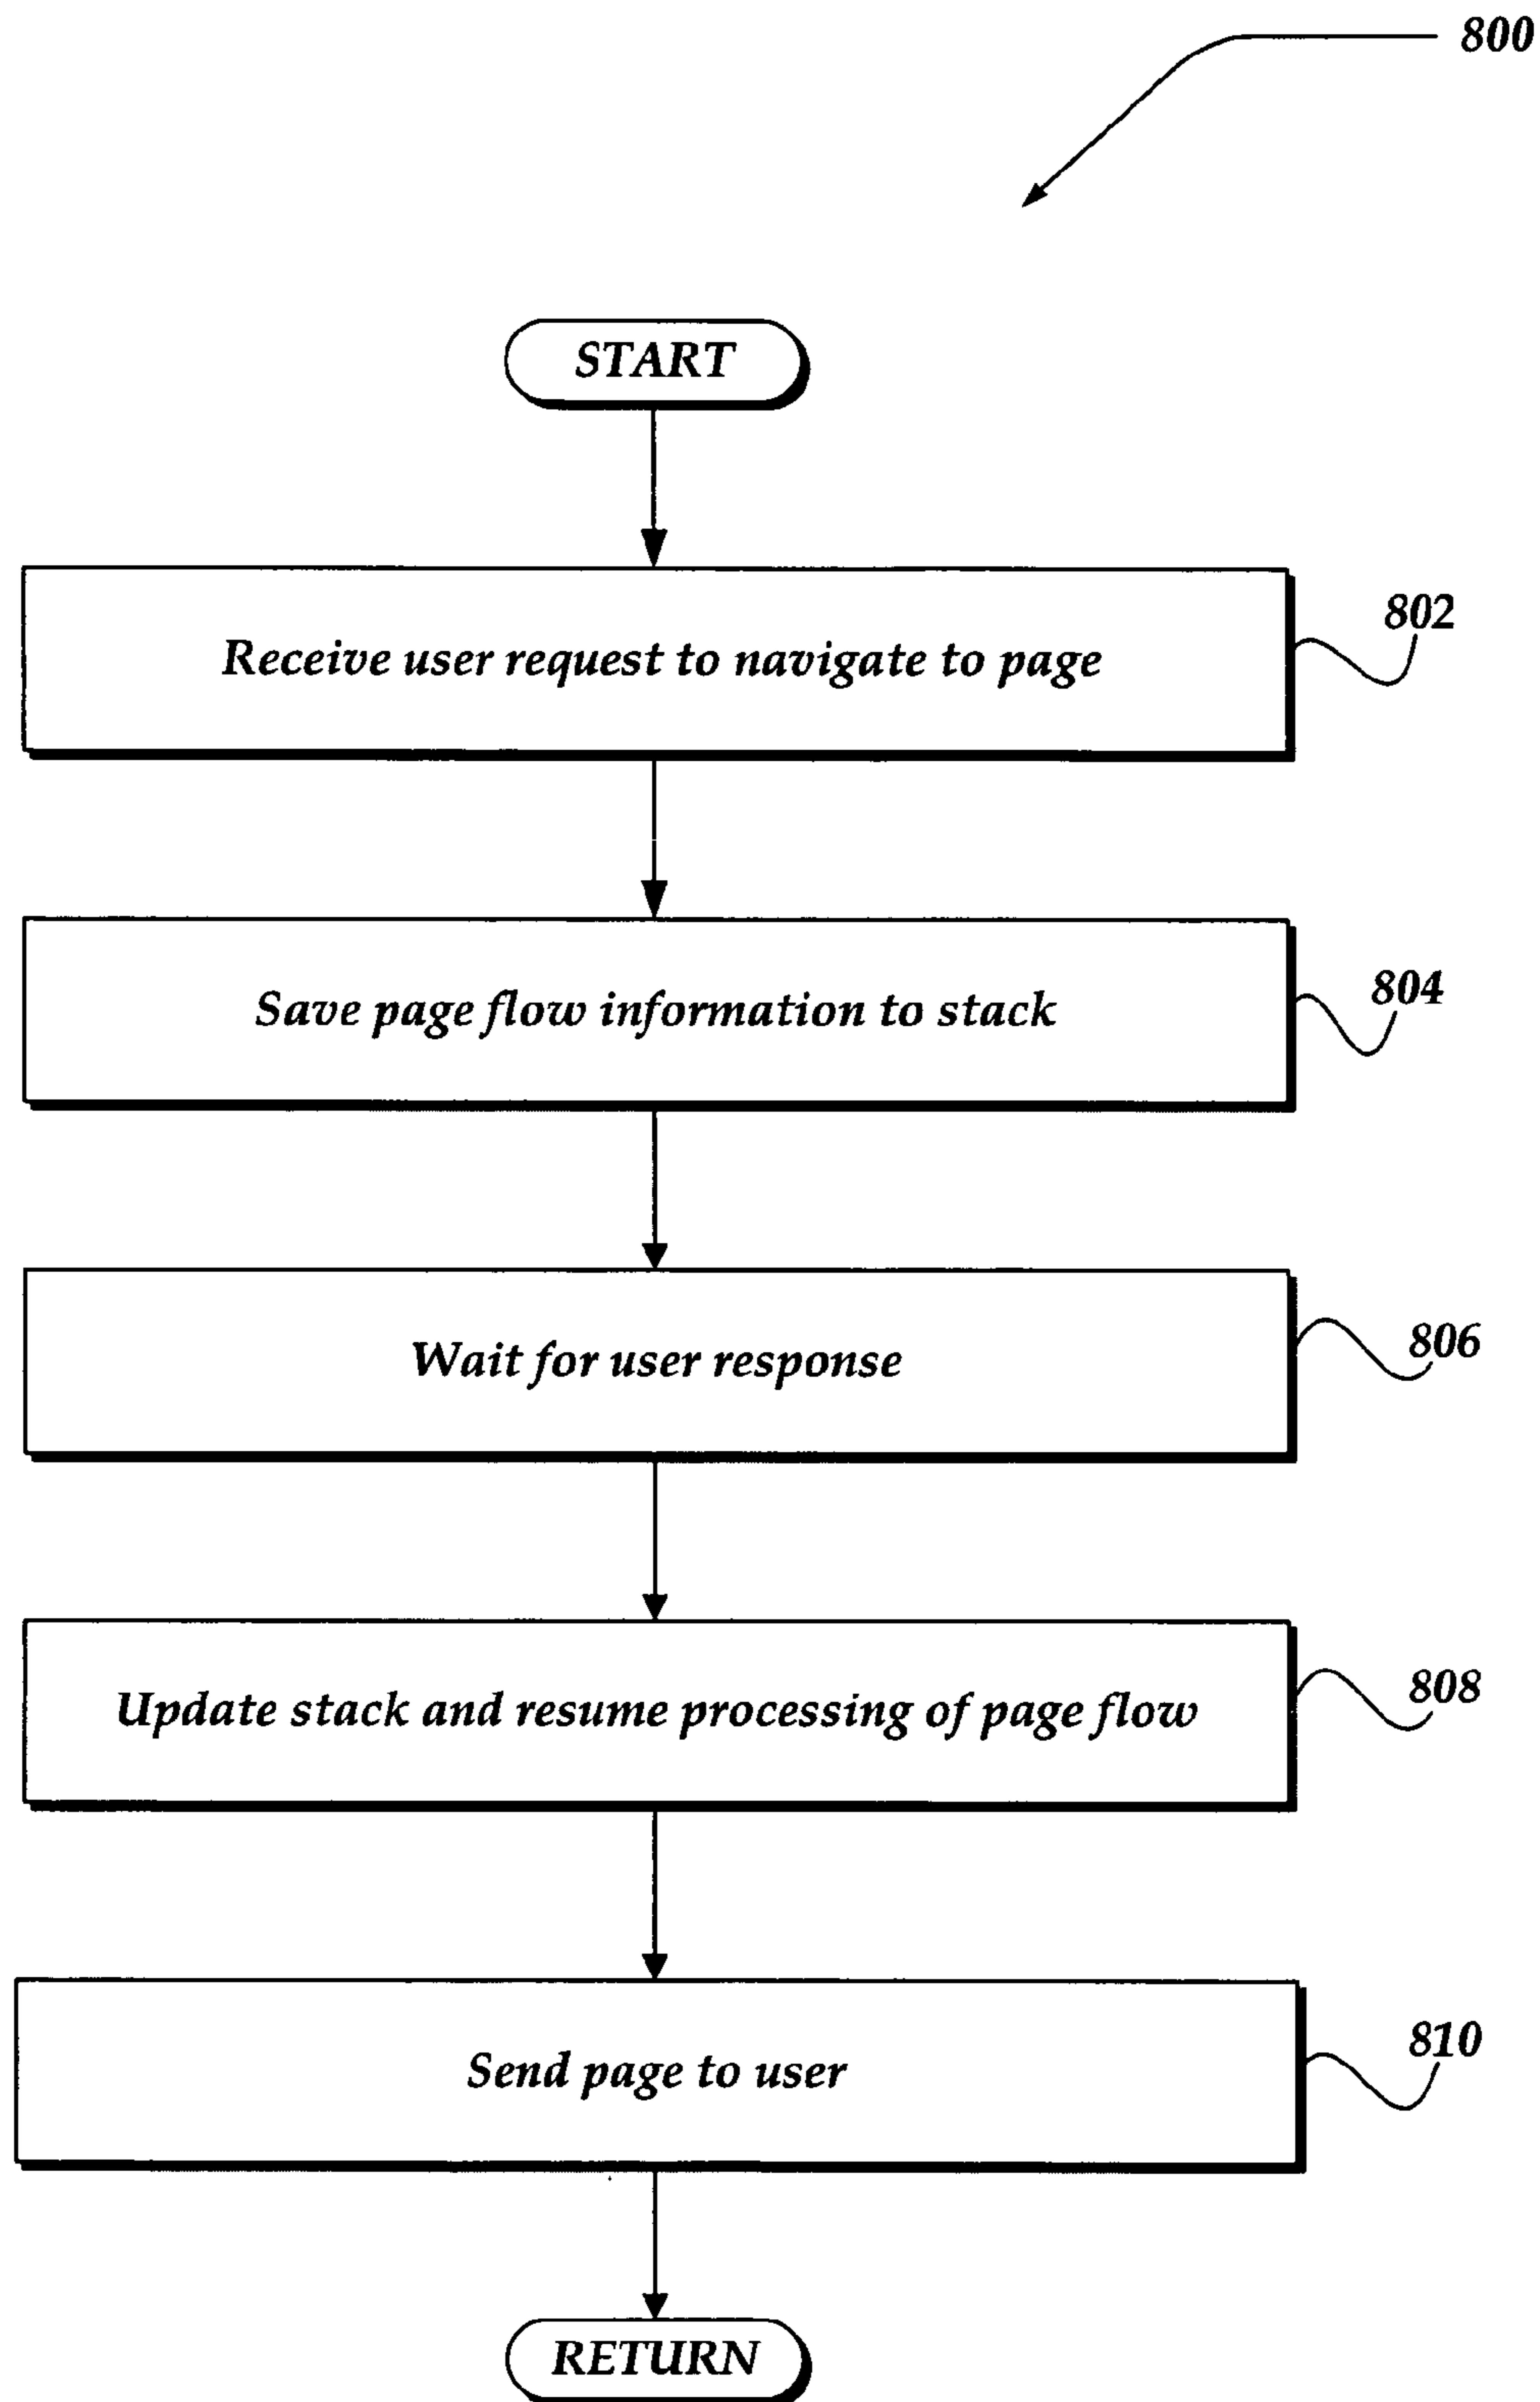 800
START
Receive user request to navigate to page
802
Save page flow information to stack
804
Wait for user response
806
Update stack and resume processing of page flow
808
Send page to user
810
RETURN